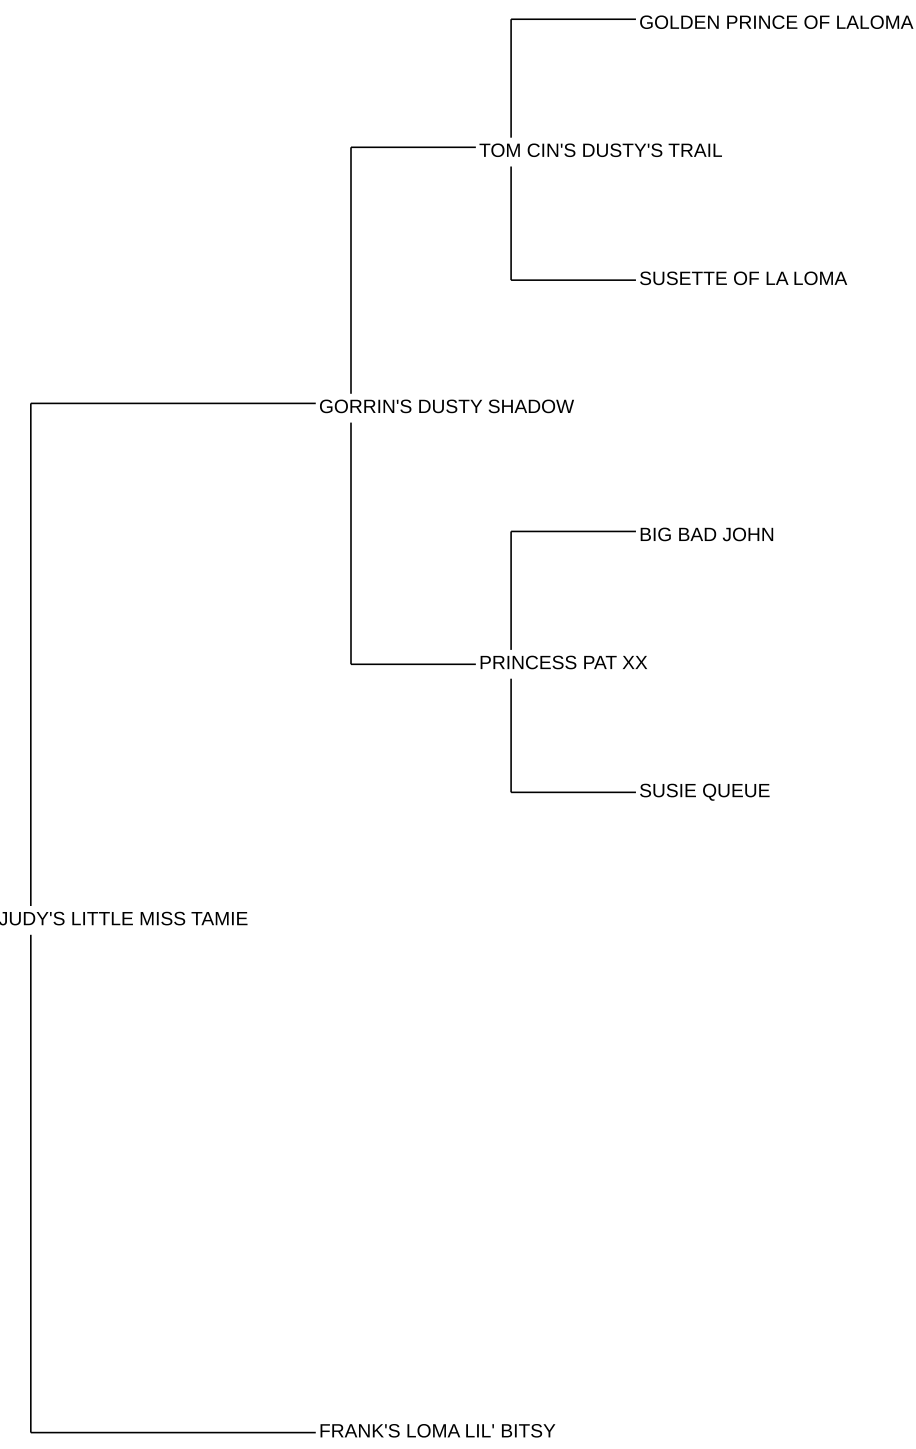 GOLDEN PRINCE OF LALOMA
TOM CIN'S DUSTY'S TRAIL
SUSETTE OF LA LOMA
GORRIN'S DUSTY SHADOW
BIG BAD JOHN
PRINCESS PAT XX
SUSIE QUEUE
JUDY'S LITTLE MISS TAMIE
FRANK'S LOMA LIL' BITSY